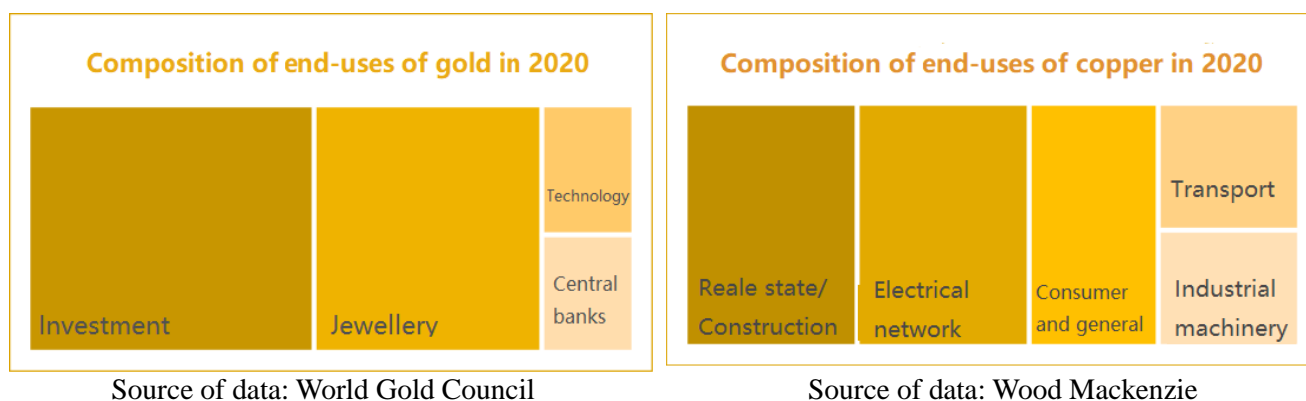 Composition of end-uses of gold in 2020
Investment
Jewellery
Technology
Central
banks
Source of data: World Gold Council
Composition of end-uses of copper in 2020
Reale state/
Construction
Electrical
network
Consumer
and general
Transport
Industrial
machinery
Source of data: Wood Mackenzie